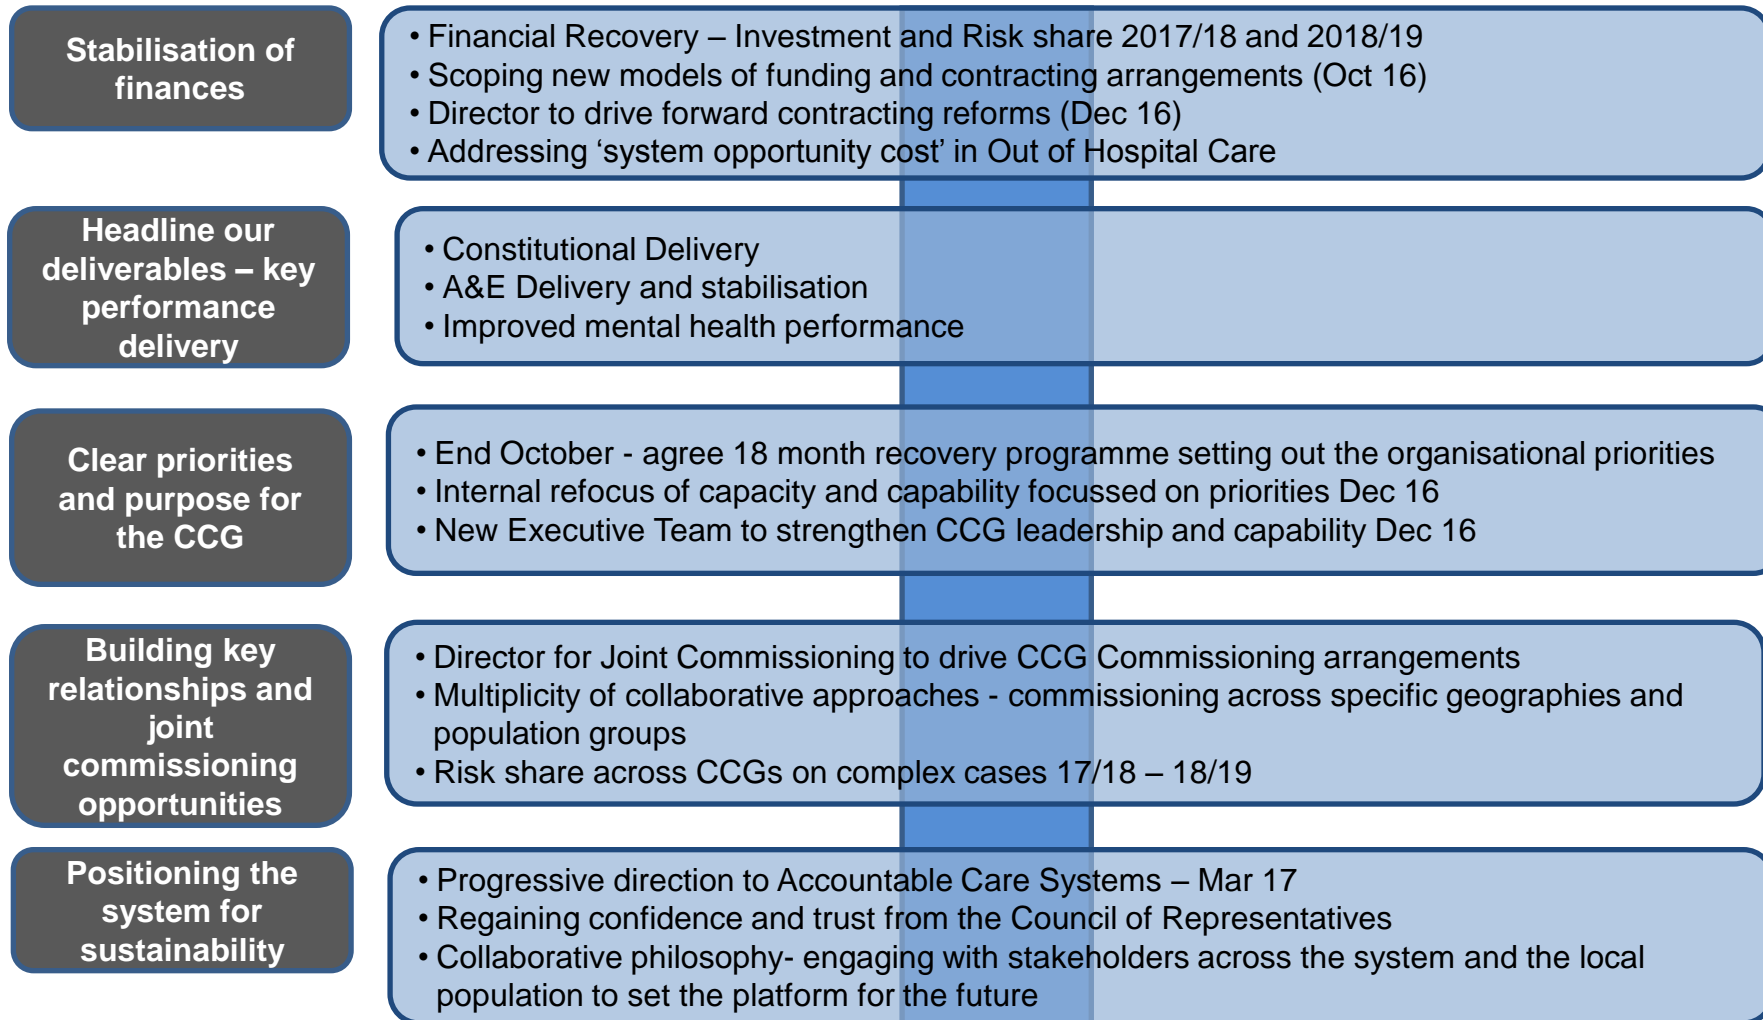 Stabilisation of
finances
• Financial Recovery – Investment and Risk share 2017/18 and 2018/19
• Scoping new models of funding and contracting arrangements (Oct 16)
• Director to drive forward contracting reforms (Dec 16)
• Addressing ‘system opportunity cost’ in Out of Hospital Care
Headline our
deliverables – key
performance
delivery
• Constitutional Delivery
• A&E Delivery and stabilisation
• Improved mental health performance
Clear priorities
and purpose for
the CCG
• End October - agree 18 month recovery programme setting out the organisational priorities
• Internal refocus of capacity and capability focussed on priorities Dec 16
• New Executive Team to strengthen CCG leadership and capability Dec 16
Building key
relationships and
joint
commissioning
opportunities
• Director for Joint Commissioning to drive CCG Commissioning arrangements
• Multiplicity of collaborative approaches - commissioning across specific geographies and
population groups
• Risk share across CCGs on complex cases 17/18 – 18/19
Positioning the
system for
sustainability
• Progressive direction to Accountable Care Systems – Mar 17
• Regaining confidence and trust from the Council of Representatives
• Collaborative philosophy- engaging with stakeholders across the system and the local
population to set the platform for the future